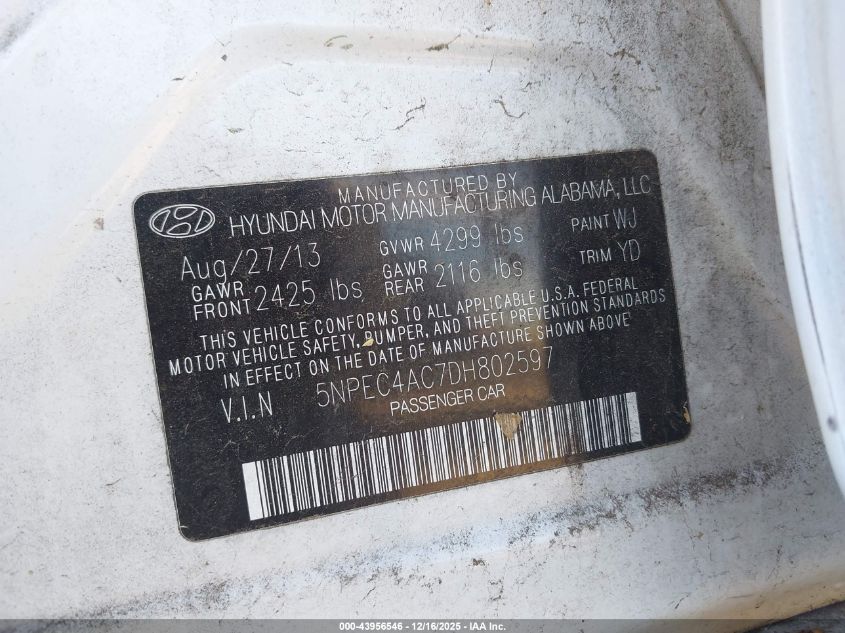 MANUFACTURED BY
HYUNDAI MOTOR MANUFACTURING ALABAMA, LLC
Aug/27/13 GVWR 4299 lbs PAINT WJ
GAWR FRONT 2425 lbs GAWR REAR 2116 lbs TRIM YD
THIS VEHICLE CONFORMS TO ALL APPLICABLE U.S.A. FEDERAL
MOTOR VEHICLE SAFETY, BUMPER, AND THEFT PREVENTION STANDARDS
IN EFFECT ON THE DATE OF MANUFACTURE SHOWN ABOVE
V.I.N 5NPEC4AC7DH802597
PASSENGER CAR
000-43956546 - 12/16/2025 - IAA Inc.